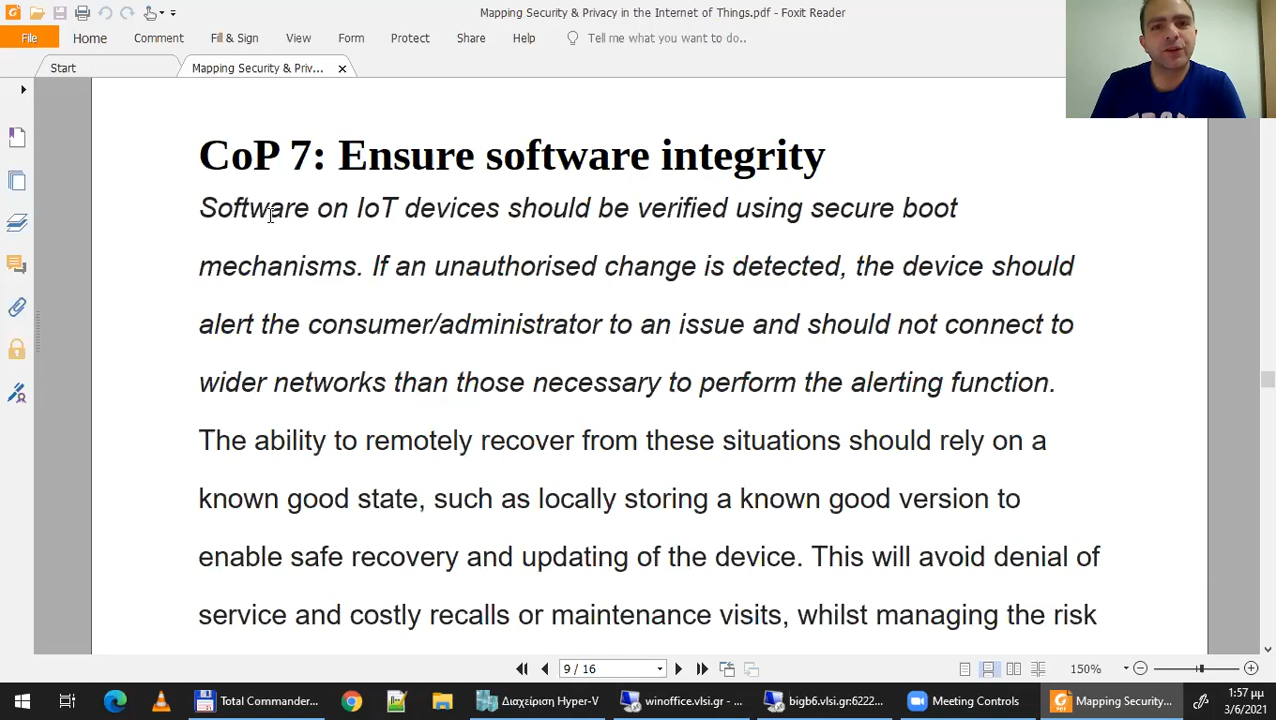 Mapping Security & Privacy in the Internet of Things.pdf - Foxit Reader
File Home Comment Fill & Sign View Form Protect Share Help Tell me what you want to do..
Start Mapping Security & Priv...
CoP 7: Ensure software integrity
Software on IoT devices should be verified using secure boot
mechanisms. If an unauthorised change is detected, the device should
alert the consumer/administrator to an issue and should not connect to
wider networks than those necessary to perform the alerting function.
The ability to remotely recover from these situations should rely on a
known good state, such as locally storing a known good version to
enable safe recovery and updating of the device. This will avoid denial of
service and costly recalls or maintenance visits, whilst managing the risk
9 / 16 150%
Total Commander... Διαχείριση Hyper-V winoffice.vlsi.gr - ... bigb6.vlsi.gr:6222... Meeting Controls Mapping Security... 1:57 μμ
3/6/2021